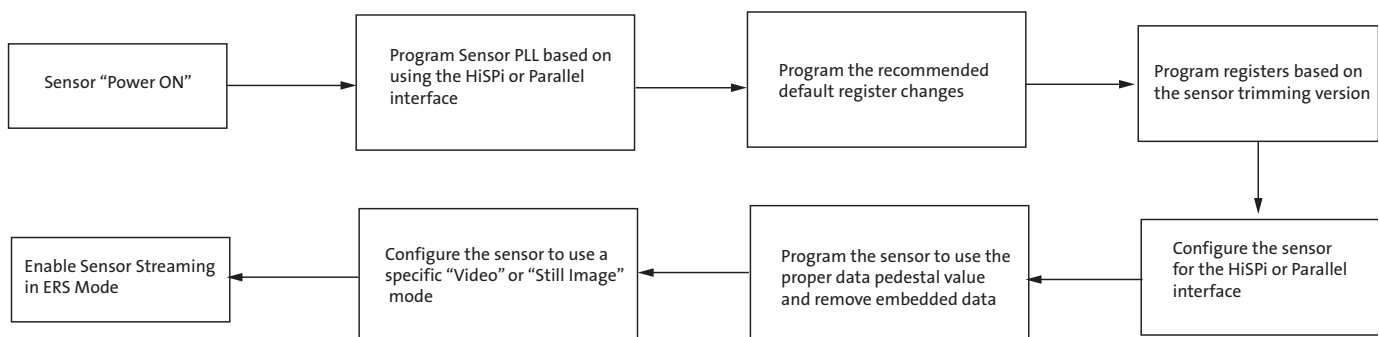 Sensor “Power ON”
Program Sensor PLL based on
using the HiSPi or Parallel
interface
Program the recommended
default register changes
Program registers based on
the sensor trimming version
Configure the sensor
for the HiSPi or Parallel
interface
Program the sensor to use the
proper data pedestal value
and remove embedded data
Configure the sensor to use a
specific “Video” or “Still Image”
mode
Enable Sensor Streaming
in ERS Mode